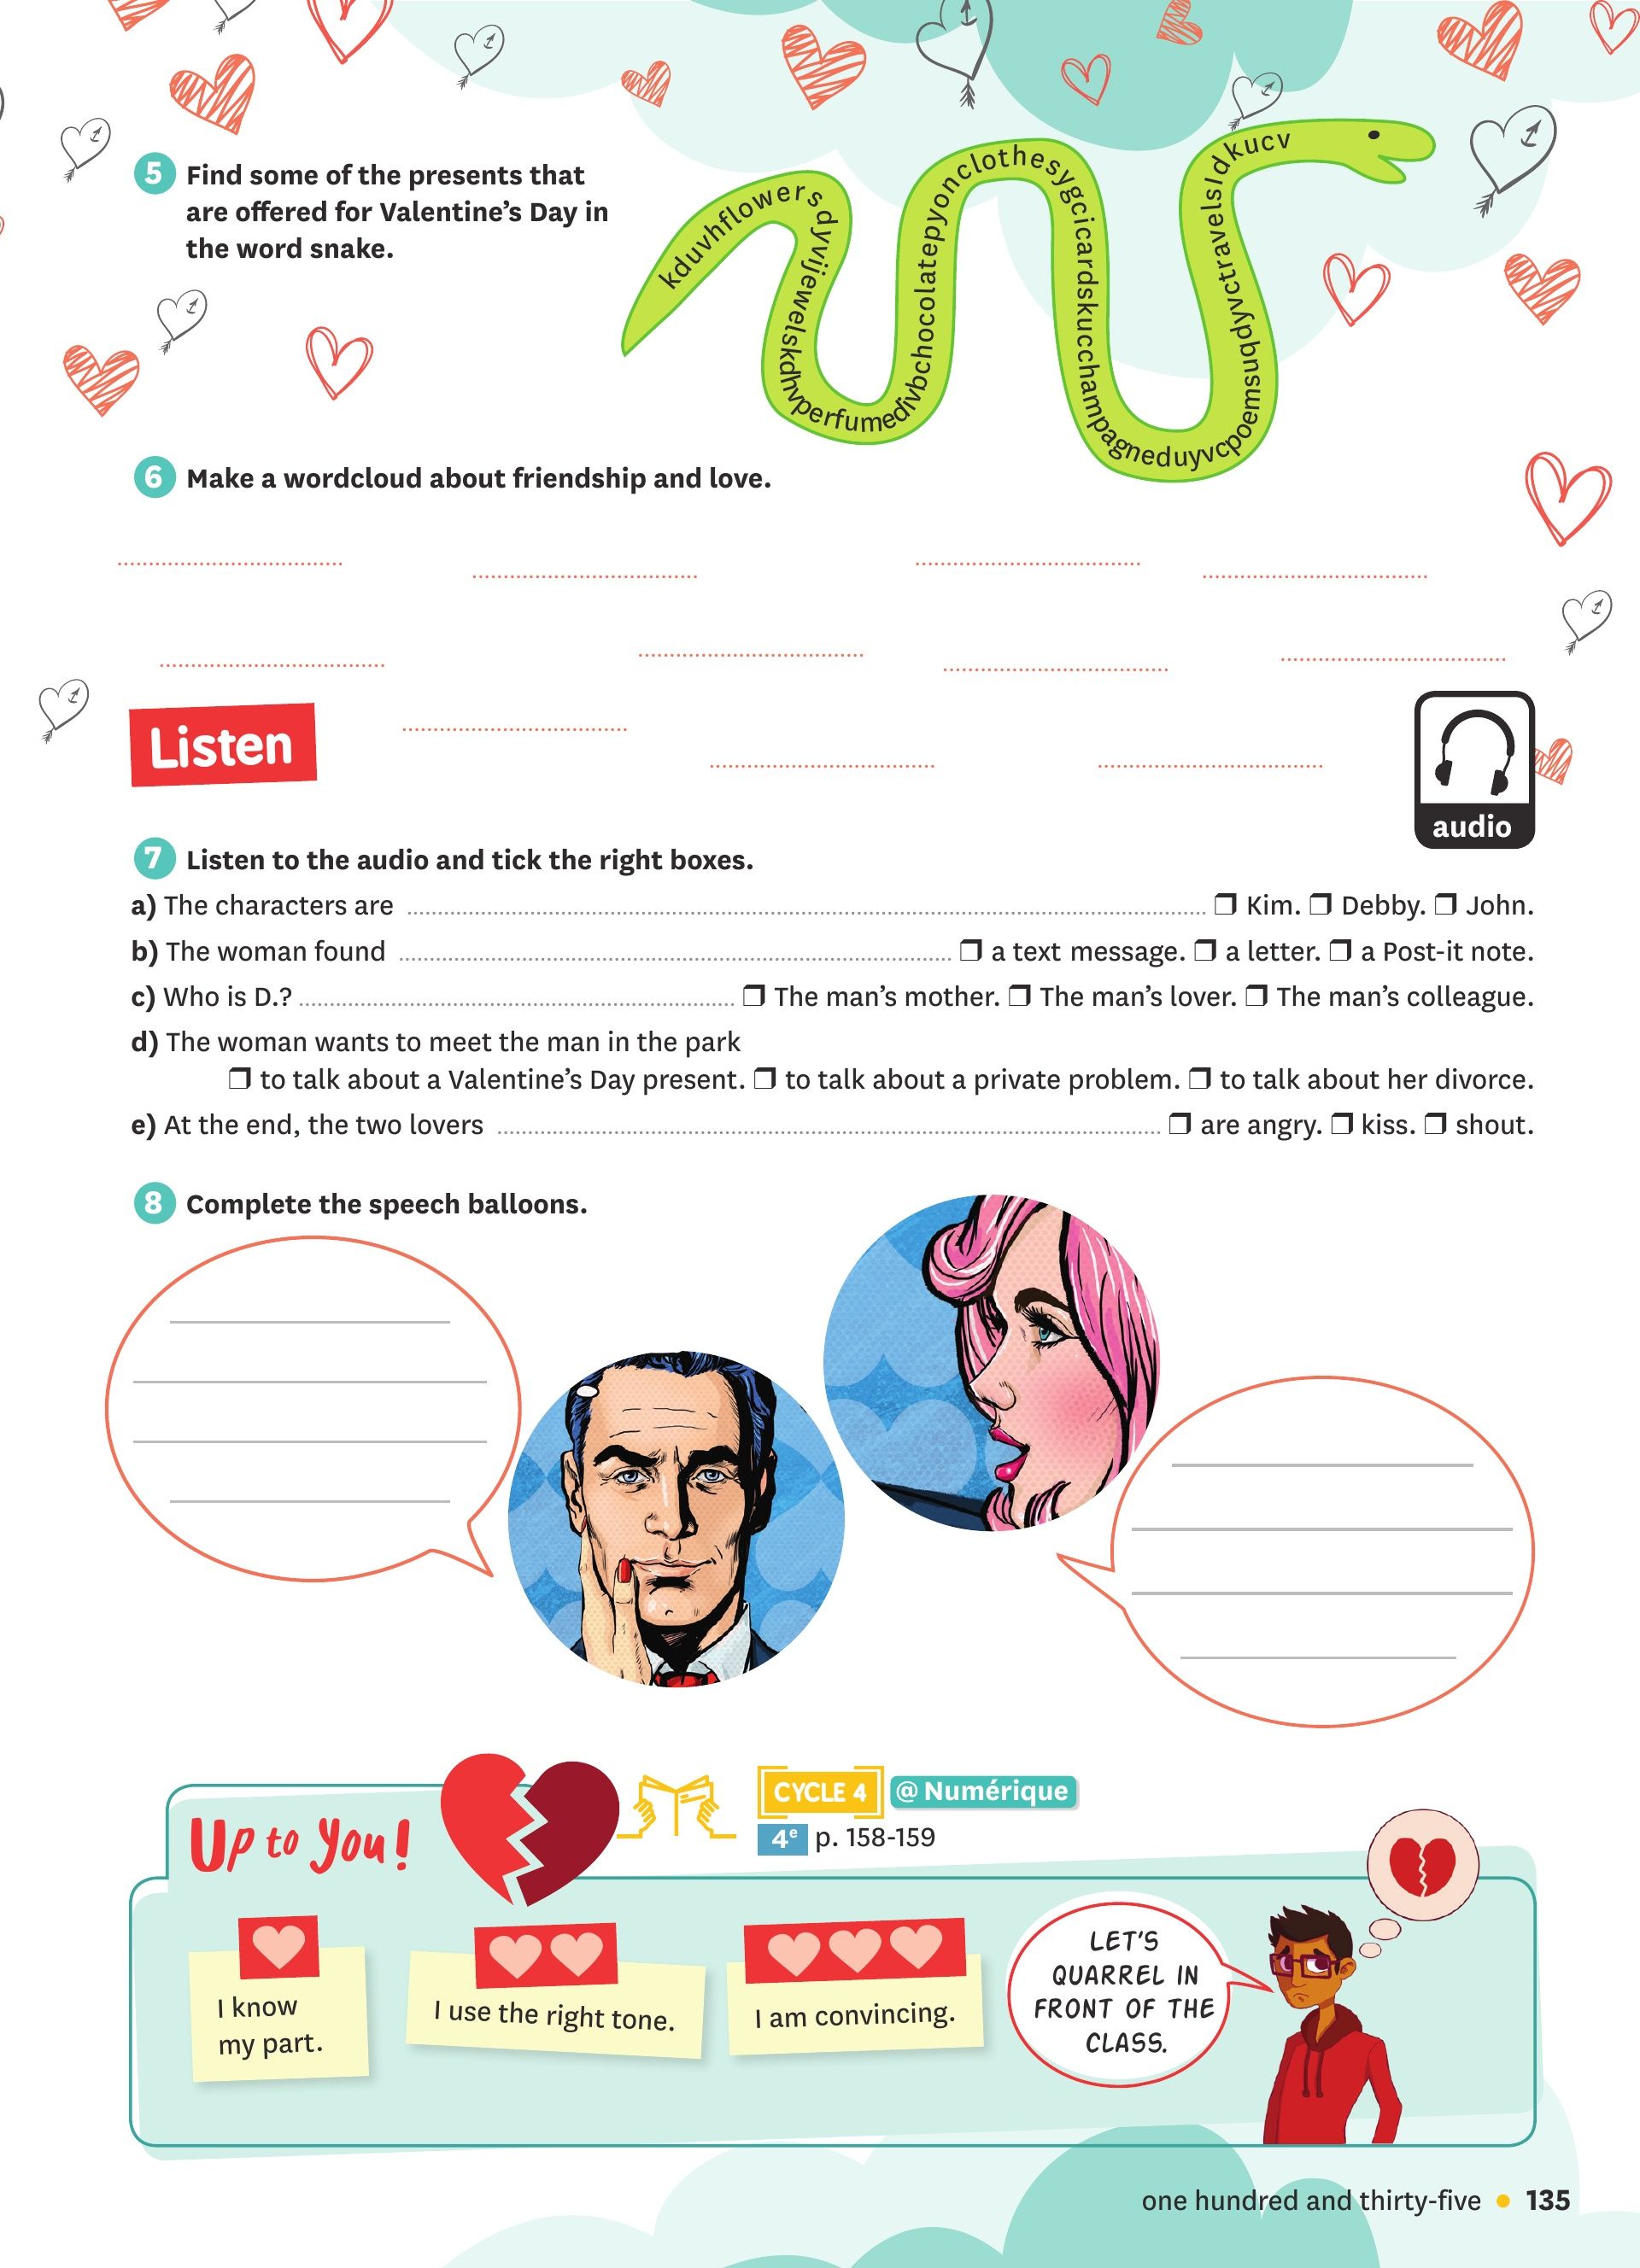 5 Find some of the presents that
are offered for Valentine's Day in
the word snake.
kduvhflowersdyvijewelskdhvperfumedivbchocolatepyonclothesygcicardskucchampagneduyvcpoemsuqdyvctravelsldkucv
6 Make a wordcloud about friendship and love.
Listen
audio
7 Listen to the audio and tick the right boxes.
a) The characters are ❒ Kim. ❒ Debby. ❒ John.
b) The woman found ❒ a text message. ❒ a letter. ❒ a Post-it note.
c) Who is D.? ❒ The man's mother. ❒ The man's lover. ❒ The man's colleague.
d) The woman wants to meet the man in the park
❒ to talk about a Valentine's Day present. ❒ to talk about a private problem. ❒ to talk about her divorce.
e) At the end, the two lovers ❒ are angry. ❒ kiss. ❒ shout.
8 Complete the speech balloons.
CYCLE 4 @ Numérique
4e p. 158-159
Up to You!
I know
my part.
I use the right tone.
I am convincing.
LET'S
QUARREL IN
FRONT OF THE
CLASS.
one hundred and thirty-five • 135